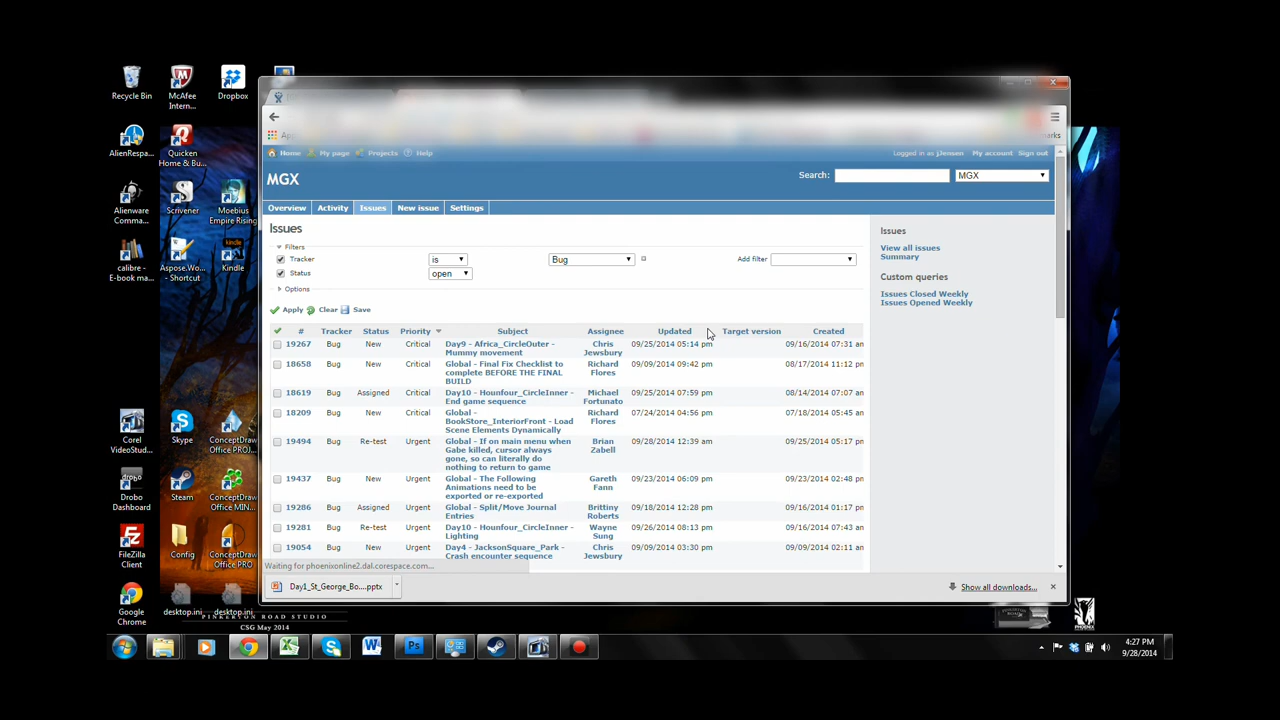 Recycle Bin
McAfee Intern...
Dropbox
AlienRespa...
Quicken Home & Bu...
Alienware Comma...
Scrivener
Moebius Empire Rising
calibre - E-book ma...
Aspose.Wo... - Shortcut
Kindle
Corel VideoStud...
Skype
ConceptDraw Office PROJ...
Drobo Dashboard
Steam
ConceptDraw Office MIN...
FileZilla Client
Config
ConceptDraw Office PRO
Google Chrome
desktop.ini
desktop.ini
Home My page Projects Help
Logged in as jJensen My account Sign out
MGX
Search: MGX
Overview Activity Issues New issue Settings
Issues
Filters
Tracker is Bug Add filter
Status open
Options
Apply Clear Save
# Tracker Status Priority Subject Assignee Updated Target version Created
19267 Bug New Critical Day9 - Africa_CircleOuter - Chris 09/25/2014 05:14 pm 09/16/2014 07:31 am
Mummy movement Jewsbury
18658 Bug New Critical Global - Final Fix Checklist to Richard 09/09/2014 09:42 pm 08/17/2014 11:12 pm
complete BEFORE THE FINAL Flores
BUILD
18619 Bug Assigned Critical Day10 - Hounfour_CircleInner - Michael 09/25/2014 07:59 pm 08/14/2014 07:07 am
End game sequence Fortunato
18209 Bug New Critical Global - Richard 07/24/2014 04:56 pm 07/18/2014 05:45 am
BookStore_InteriorFront - Load Flores
Scene Elements Dynamically
19494 Bug Re-test Urgent Global - If on main menu when Brian 09/28/2014 12:39 am 09/25/2014 05:17 pm
Gabe killed, cursor always Zabell
gone, so can literally do
nothing to return to game
19437 Bug New Urgent Global - The Following Gareth 09/23/2014 06:09 pm 09/23/2014 02:48 pm
Animations need to be Fann
exported or re-exported
19286 Bug Assigned Urgent Global - Split/Move Journal Brittiny 09/18/2014 12:28 pm 09/16/2014 01:17 pm
Entries Roberts
19281 Bug Re-test Urgent Day10 - Hounfour_CircleInner - Wayne 09/26/2014 08:13 pm 09/16/2014 07:43 am
Lighting Sung
19054 Bug New Urgent Day4 - JacksonSquare_Park - Chris 09/09/2014 03:30 pm 09/09/2014 02:11 am
Crash encounter sequence Jewsbury
Issues
View all issues
Summary
Custom queries
Issues Closed Weekly
Issues Opened Weekly
Waiting for phoenixonline2.dal.corespace.com...
Day1_St_George_Bo....pptx
Show all downloads...
PINKERTON ROAD STUDIO
CSG May 2014
4:27 PM
9/28/2014